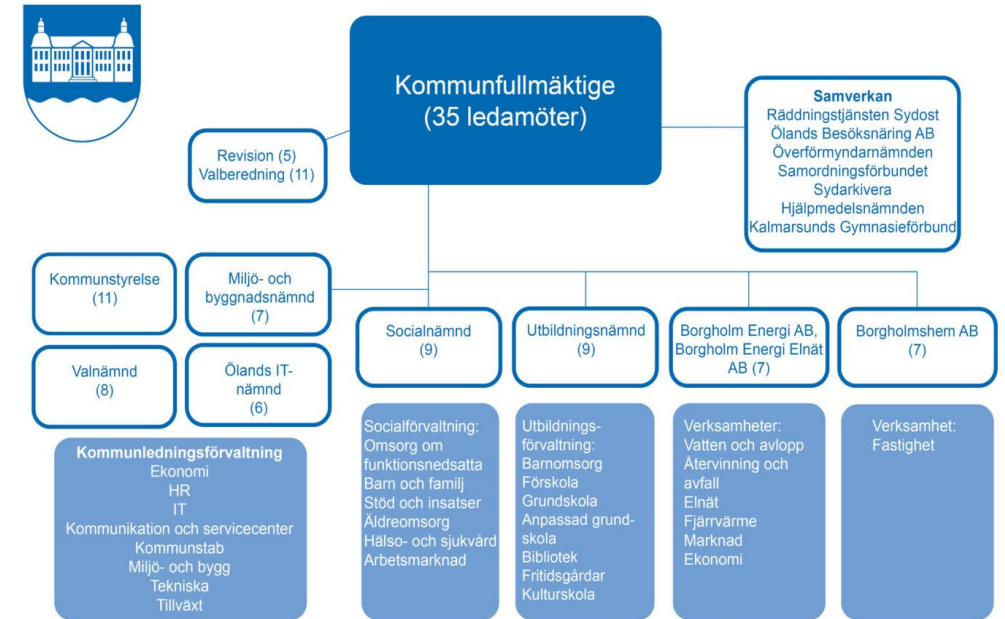 Kommunfullmäktige
(35 ledamöter)
Samverkan
Räddningstjänsten Sydost
Ölands Besöksnäring AB
Överförmyndarnämnden
Samordningsförbundet
Sydarkivera
Hjälpmedelsnämnden
Kalmarsunds Gymnasieförbund
Revision (5)
Valberedning (11)
Kommunstyrelse
(11)
Miljö- och
byggnadsnämnd
(7)
Valnämnd
(8)
Ölands IT-
nämnd
(6)
Socialnämnd
(9)
Utbildningsnämnd
(9)
Borgholm Energi AB,
Borgholm Energi Elnät
AB (7)
Borgholmshem AB
(7)
Kommunledningsförvaltning
Ekonomi
HR
IT
Kommunikation och servicecenter
Kommunstab
Miljö- och bygg
Tekniska
Tillväxt
Socialförvaltning:
Omsorg om
funktionsnedsatta
Barn och familj
Stöd och insatser
Äldreomsorg
Hälso- och sjukvård
Arbetsmarknad
Utbildnings-
förvaltning:
Barnomsorg
Förskola
Grundskola
Anpassad grund-
skola
Bibliotek
Fritidsgårdar
Kulturskola
Verksamheter:
Vatten och avlopp
Återvinning och
avfall
Elnät
Fjärrvärme
Marknad
Ekonomi
Verksamhet:
Fastighet